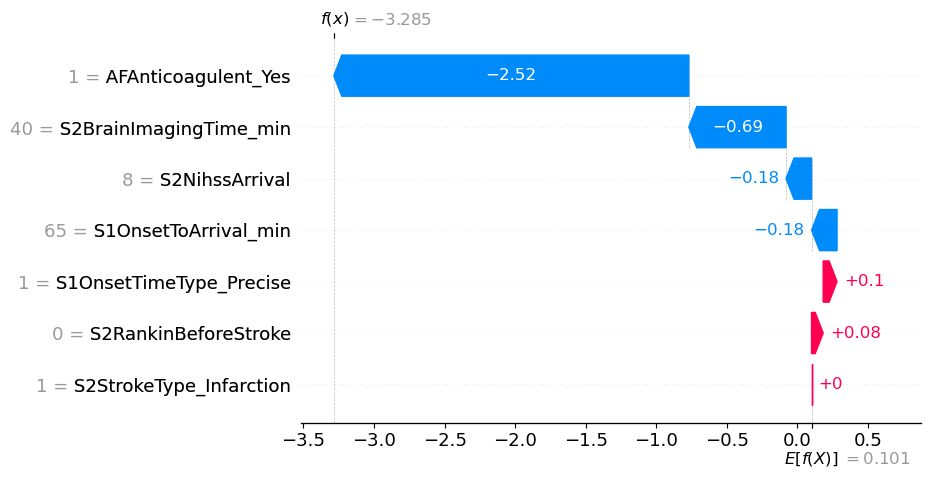 f(x) = −3.285
1 = AFAnticoagulent_Yes −2.52
40 = S2BrainImagingTime_min −0.69
8 = S2NihssArrival −0.18
65 = S1OnsetToArrival_min −0.18
1 = S1OnsetTimeType_Precise +0.1
0 = S2RankinBeforeStroke +0.08
1 = S2StrokeType_Infarction +0
−3.5 −3.0 −2.5 −2.0 −1.5 −1.0 −0.5 0.0 0.5
E[f(X)] = 0.101